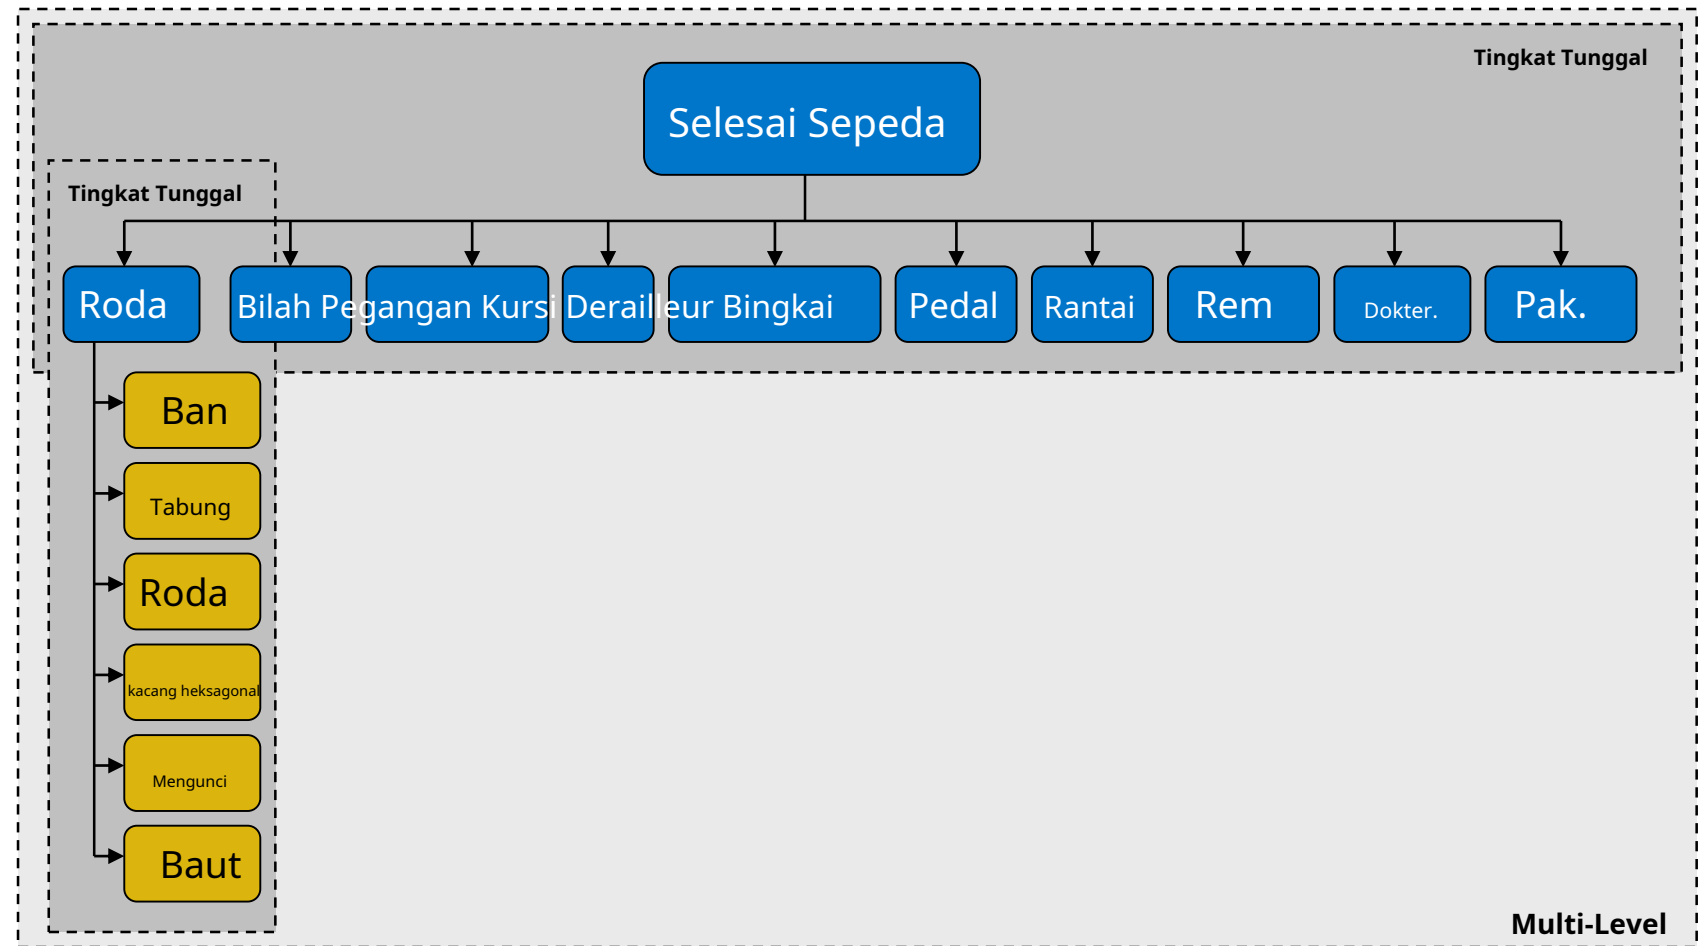 Tingkat Tunggal
Selesai Sepeda
Tingkat Tunggal
Roda
Bilah Pegangan Kursi Derailleur Bingkai
Pedal
Rantai
Rem
Dokter.
Pak.
Ban
Tabung
Roda
kacang heksagonal
Mengunci
Baut
Multi-Level